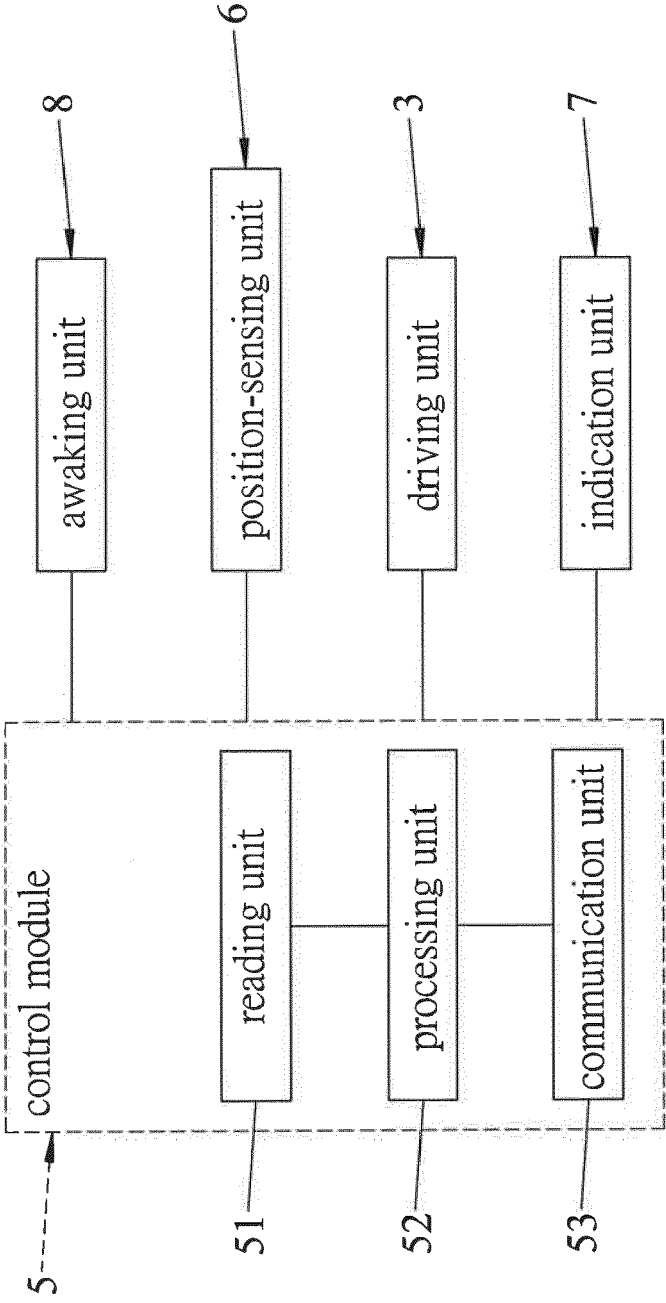 5
control module
51
reading unit
52
processing unit
53
communication unit
awaking unit
8
position-sensing unit
6
driving unit
3
indication unit
7